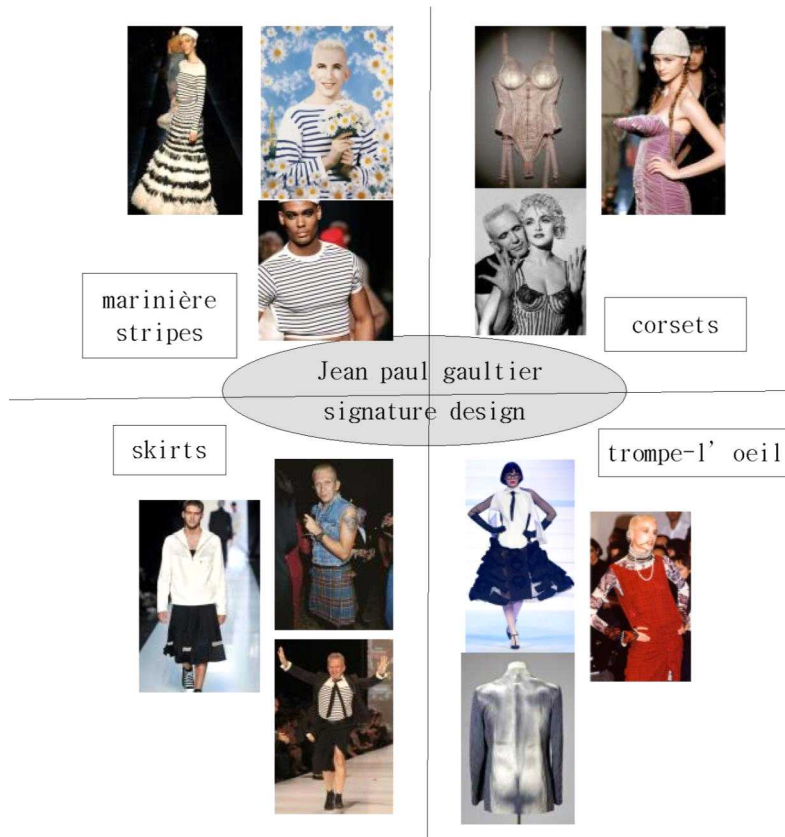 marinière
stripes
corsets
Jean paul gaultier
signature design
skirts
trompe-l’ oeil